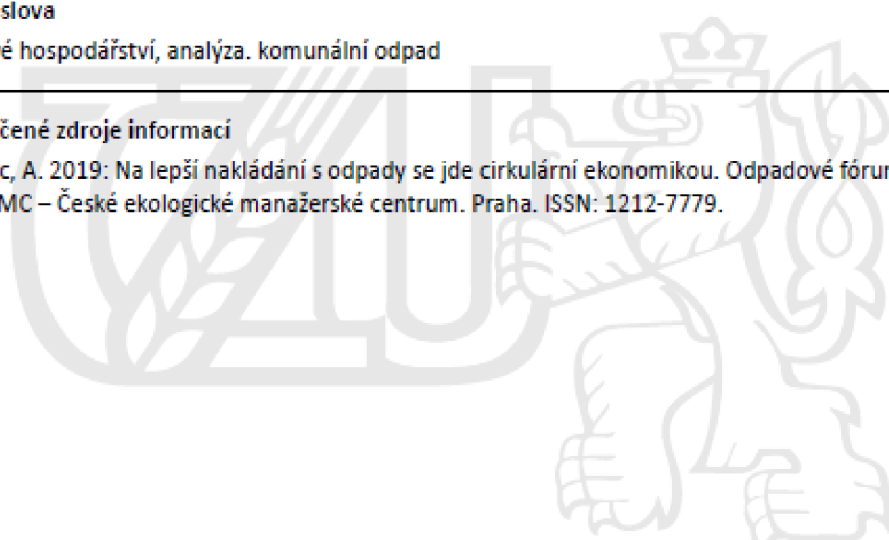 slova
é hospodářství, analýza. komunální odpad
čené zdroje informací
c, A. 2019: Na lepší nakládání s odpady se jde cirkulární ekonomikou. Odpadové fóru
MC – České ekologické manažerské centrum. Praha. ISSN: 1212-7779.